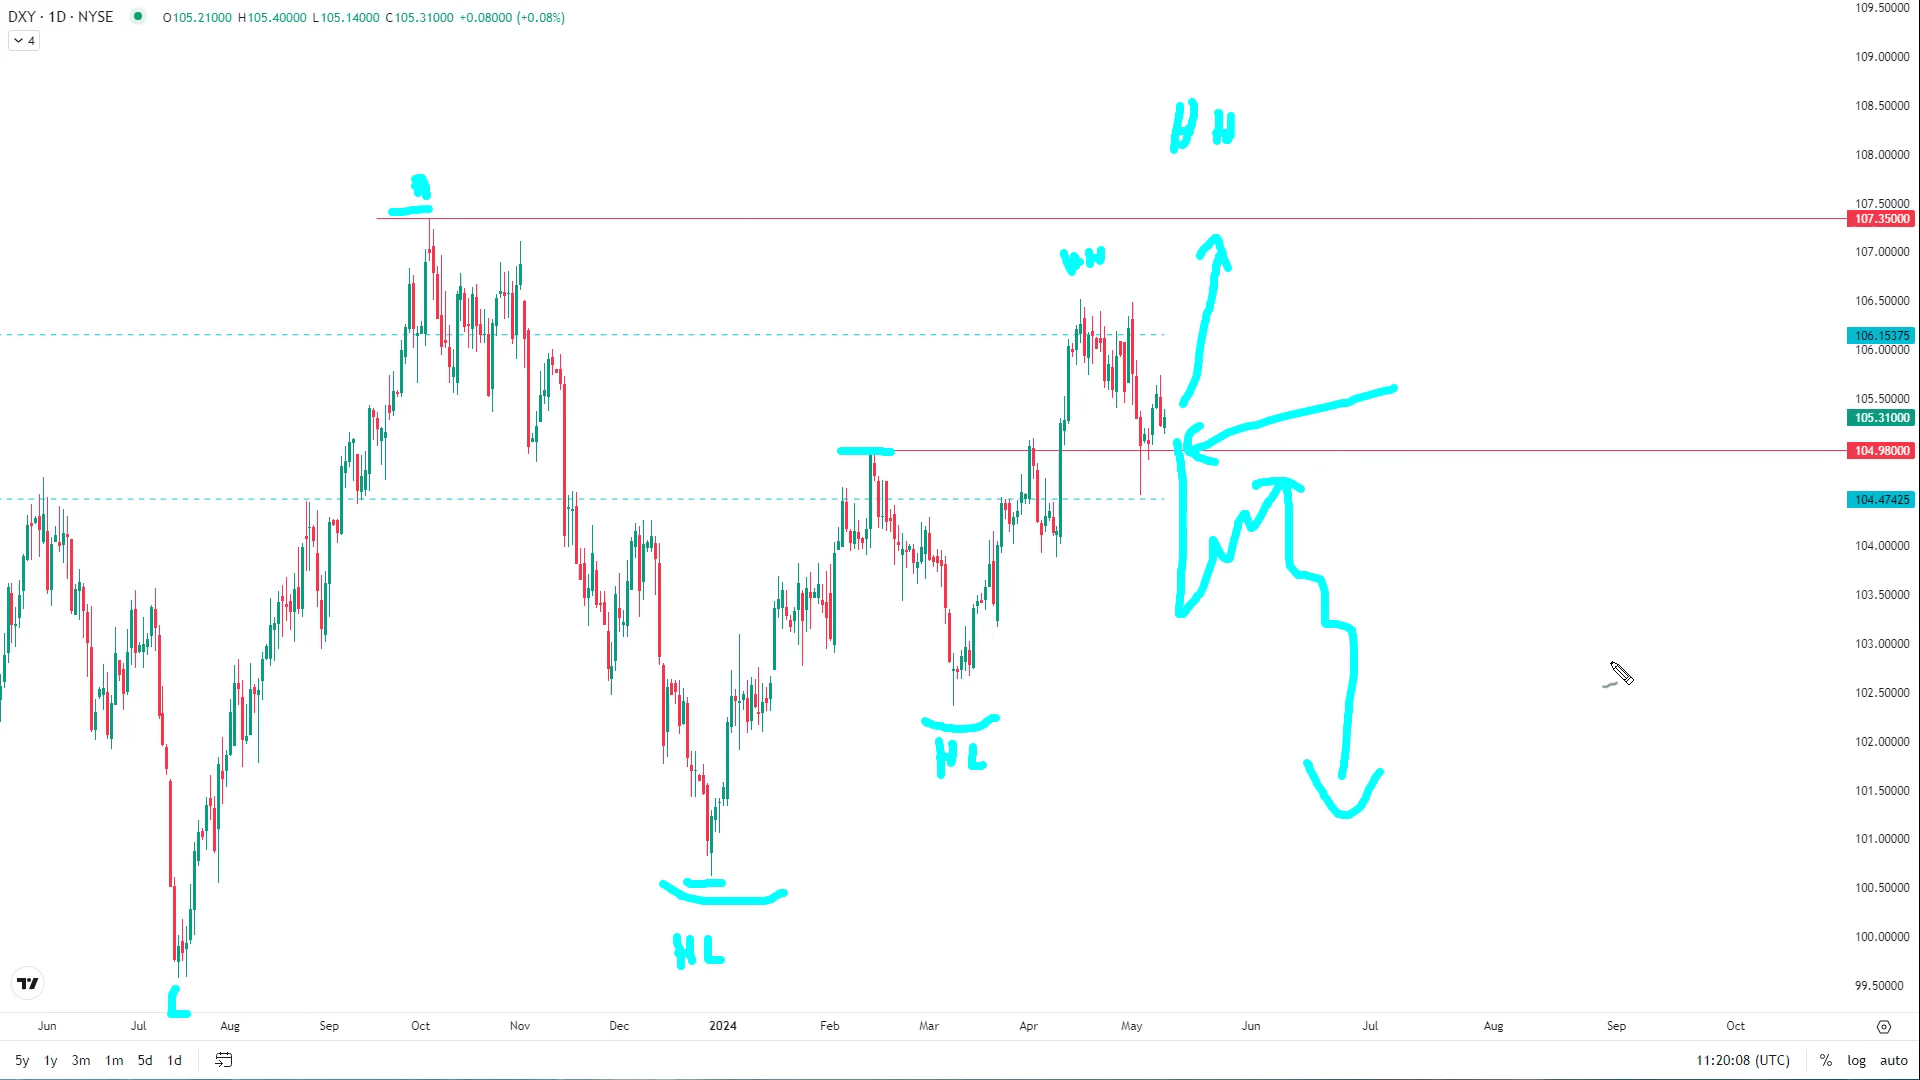 DXY · 1D · NYSE O105.21000 H105.40000 L105.14000 C105.31000 +0.08000 (+0.08%)
4
109.50000
109.00000
108.50000
HH
108.00000
H
107.50000
107.35000
107.00000
HH
106.50000
106.15375
106.00000
105.50000
105.31000
104.98000
104.47425
104.00000
103.50000
103.00000
102.50000
102.00000
HL
101.50000
101.00000
100.50000
HL
100.00000
99.50000
L
Jun Jul Aug Sep Oct Nov Dec 2024 Feb Mar Apr May Jun Jul Aug Sep Oct
5y 1y 3m 1m 5d 1d 11:20:08 (UTC) % log auto